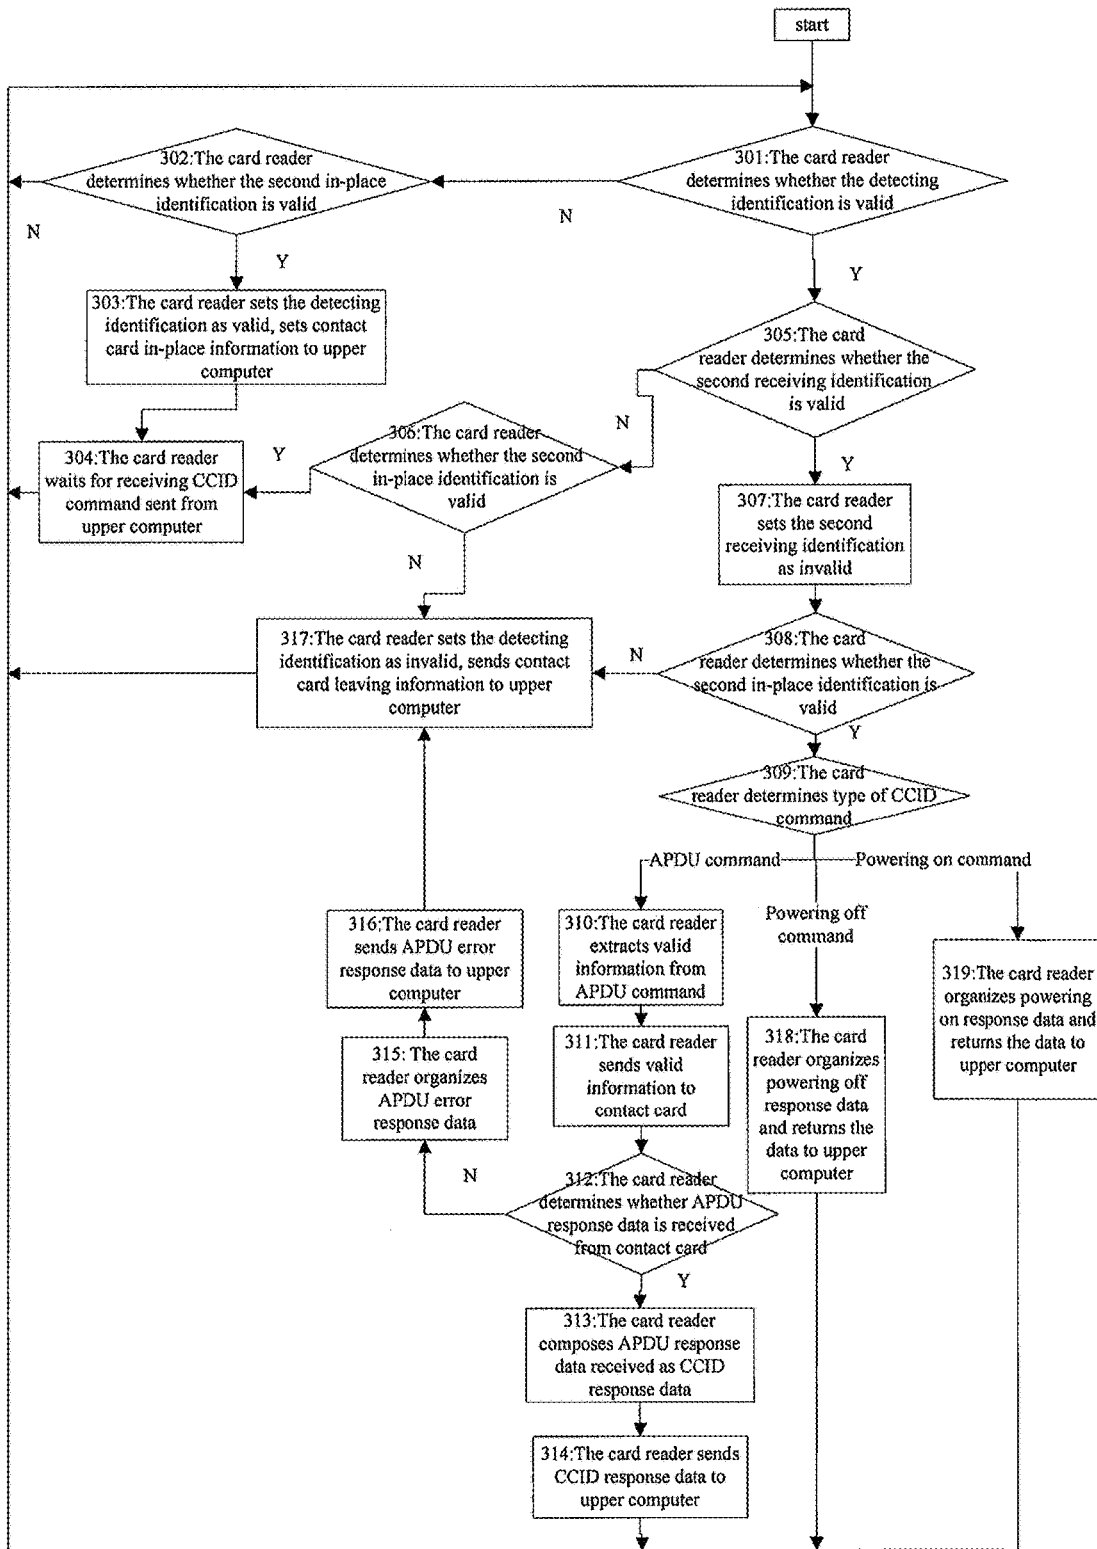 start
302:The card reader
determines whether the second in-place
identification is valid
301:The card reader
determines whether the detecting
identification is valid
N
N
Y
Y
303:The card reader sets the detecting
identification as valid, sets contact
card in-place information to upper
computer
305:The card
reader determines whether the
second receiving identification
is valid
N
306:The card reader
determines whether the second
in-place identification is
valid
Y
304:The card reader
waits for receiving CCID
command sent from
upper computer
Y
307:The card reader
sets the second
receiving identification
as invalid
N
317:The card reader sets the detecting
identification as invalid, sends contact
card leaving information to upper
computer
N
308:The card
reader determines whether the
second in-place identification is
valid
Y
309:The card
reader determines type of CCID
command
APDU command
Powering on command
Powering off
command
316:The card reader
sends APDU error
response data to upper
computer
310:The card reader
extracts valid
information from
APDU command
319:The card reader
organizes powering
on response data and
returns the data to
upper computer
315: The card
reader organizes
APDU error
response data
311:The card reader
sends valid
information to
contact card
318:The card
reader organizes
powering off
response data
and returns the
data to upper
computer
N
312:The card reader
determines whether APDU
response data is received
from contact card
Y
313:The card reader
composes APDU response
data received as CCID
response data
314:The card reader sends
CCID response data to
upper computer